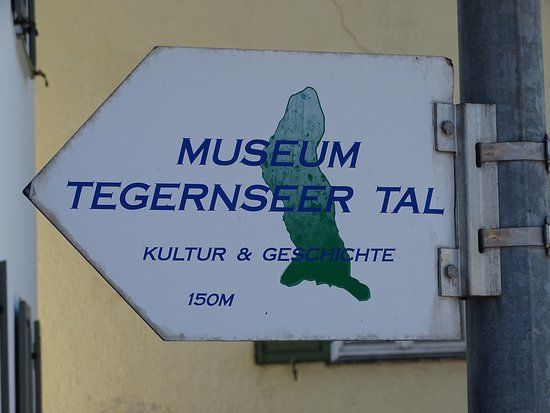 MUSEUM
TEGERNSEER TAL
KULTUR & GESCHICHTE
150M